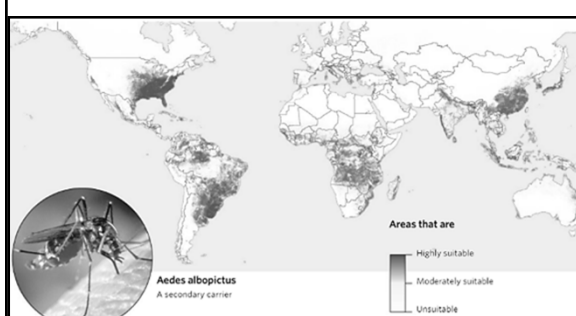 Areas that are
Highly suitable
Moderately suitable
Unsuitable
Aedes albopictus
A secondary carrier